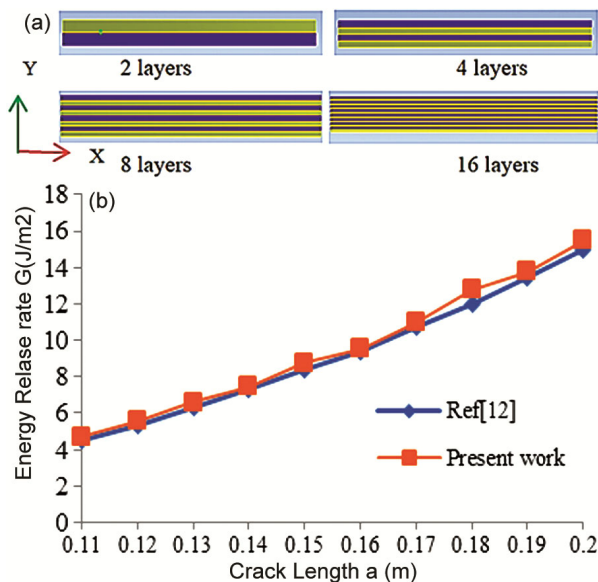 (a)
2 layers
4 layers
Y
X
8 layers
16 layers
(b)
Energy Relase rate G(J/m2)
18
16
14
12
10
8
6
4
2
0
Ref[12]
Present work
0.11 0.12 0.13 0.14 0.15 0.16 0.17 0.18 0.19 0.2
Crack Length a (m)